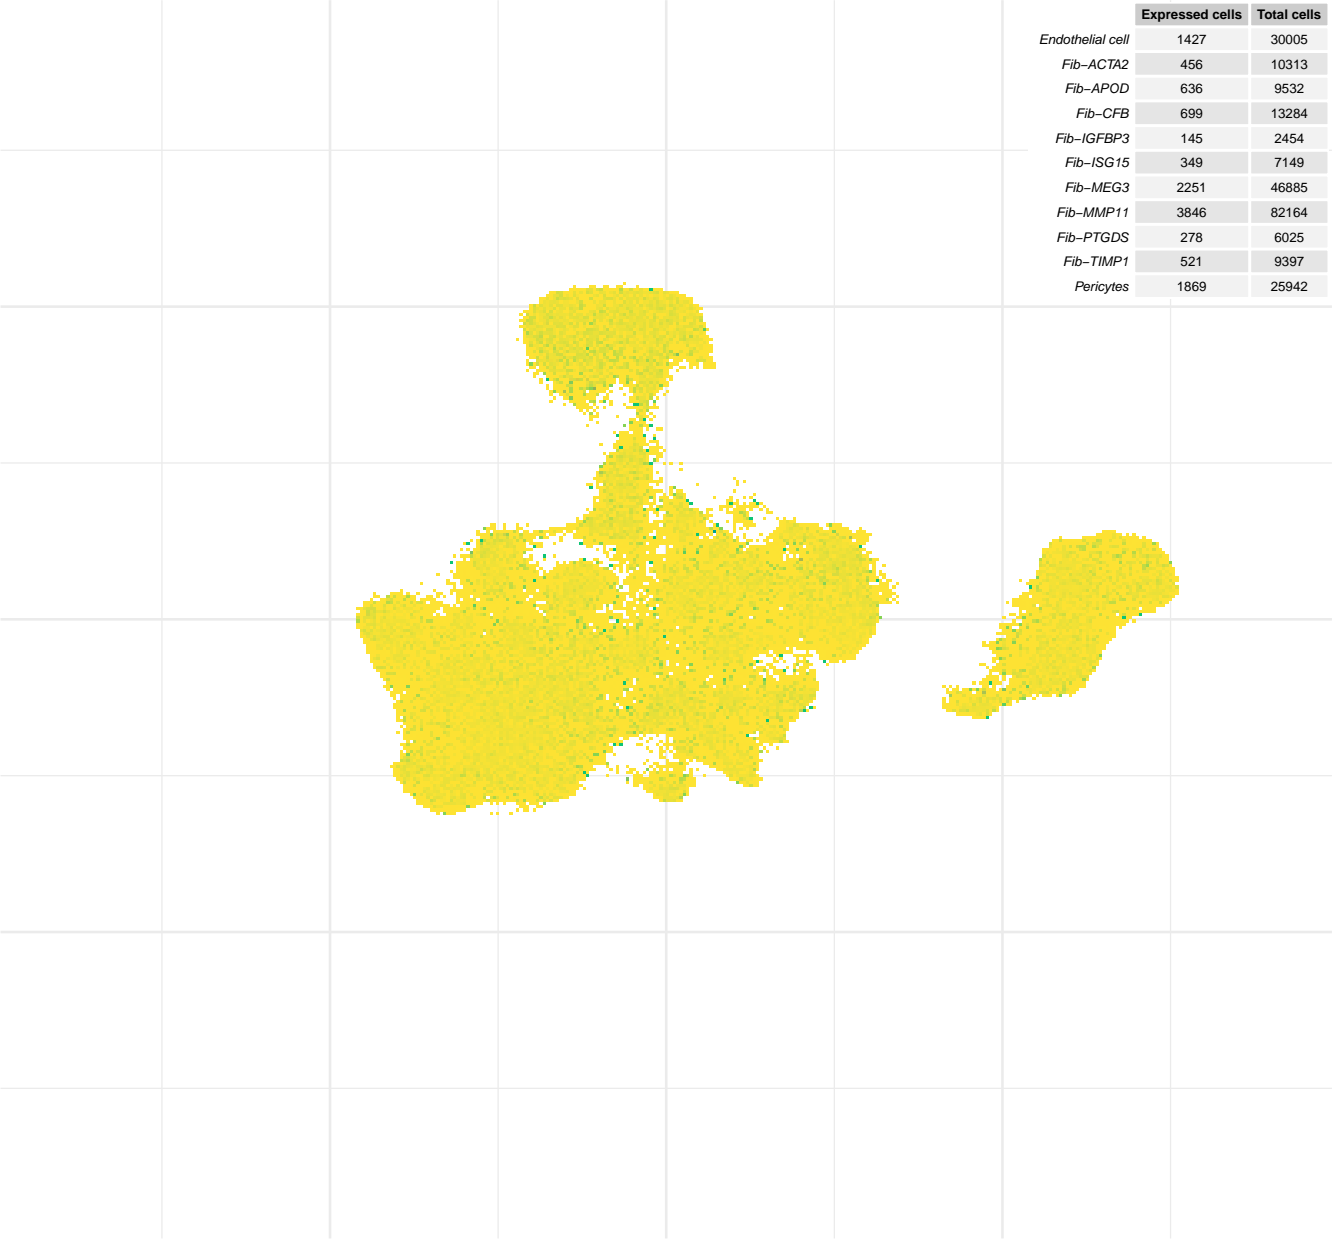 Expressed cells Total cells
Endothelial cell 1427 30005
Fib−ACTA2 456 10313
Fib−APOD 636 9532
Fib−CFB 699 13284
Fib−IGFBP3 145 2454
Fib−ISG15 349 7149
Fib−MEG3 2251 46885
Fib−MMP11 3846 82164
Fib−PTGDS 278 6025
Fib−TIMP1 521 9397
Pericytes 1869 25942